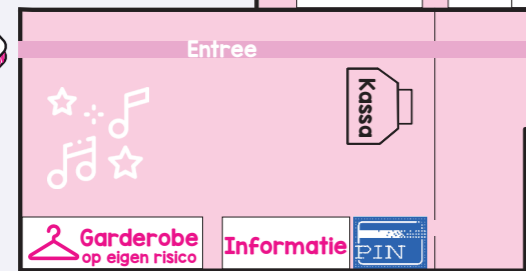 Entree
Kassa
Garderobe
op eigen risico
Informatie
PIN